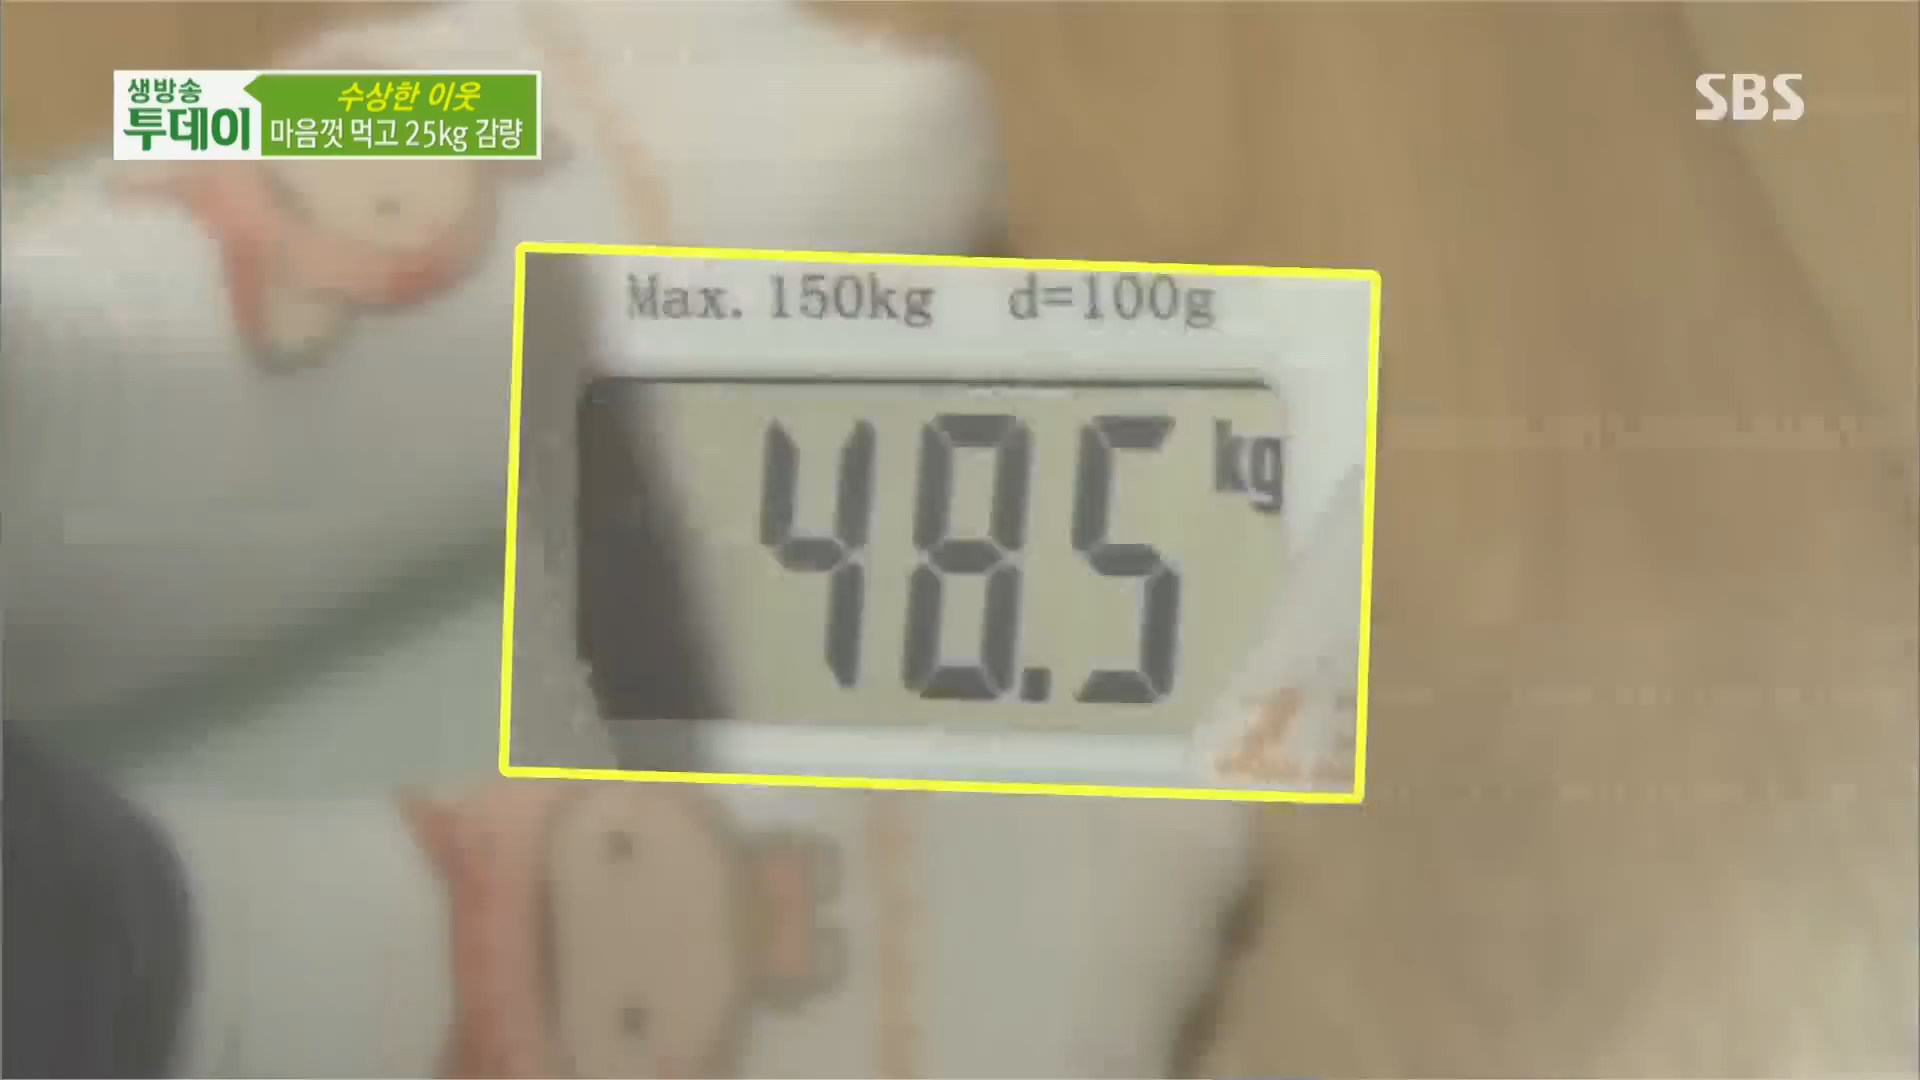 생방송
투데이
수상한 이웃
마음껏 먹고 25kg 감량
SBS
Max. 150kg d=100g
48.5 kg